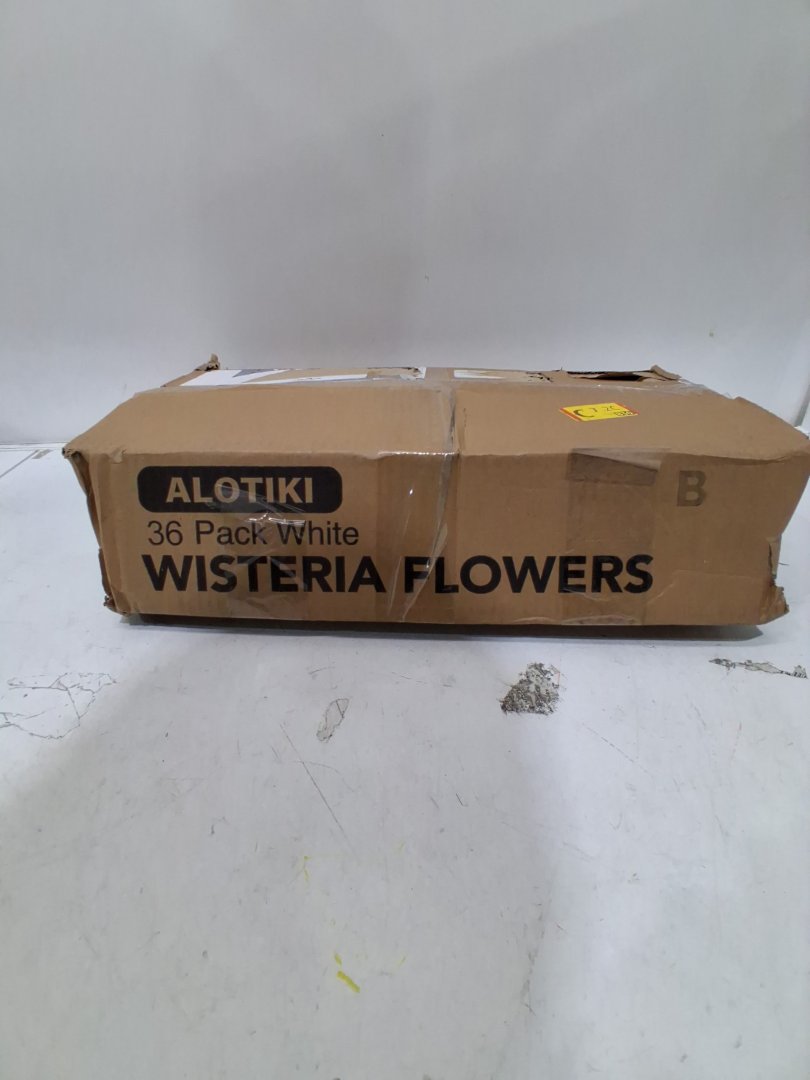 ALOTIKI
36 Pack White
WISTERIA FLOWERS
B